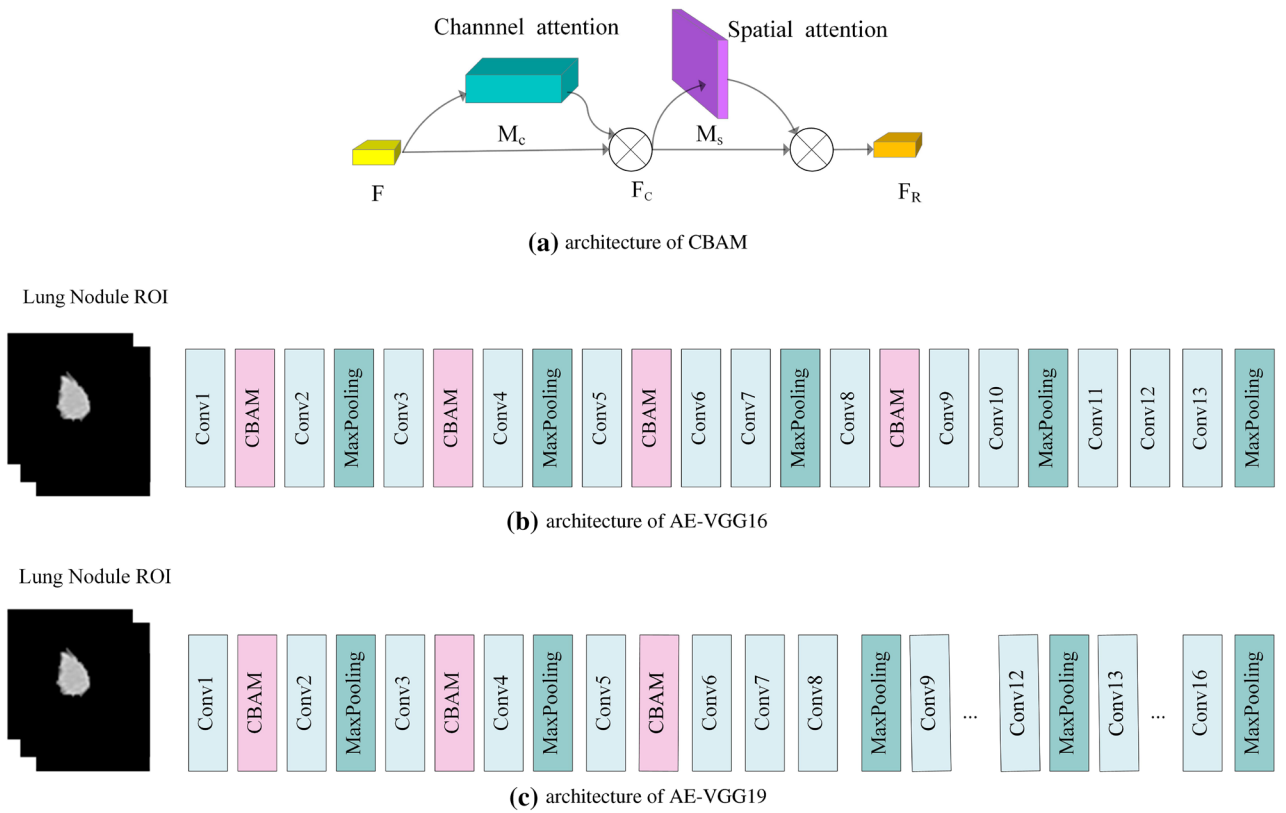 Channnel attention
Spatial attention
Mc
Ms
F
FC
FR
(a) architecture of CBAM
Lung Nodule ROI
Conv1
CBAM
Conv2
MaxPooling
Conv3
CBAM
Conv4
MaxPooling
Conv5
CBAM
Conv6
Conv7
MaxPooling
Conv8
CBAM
Conv9
Conv10
MaxPooling
Conv11
Conv12
Conv13
MaxPooling
(b) architecture of AE-VGG16
Lung Nodule ROI
Conv1
CBAM
Conv2
MaxPooling
Conv3
CBAM
Conv4
MaxPooling
Conv5
CBAM
Conv6
Conv7
Conv8
MaxPooling
Conv9
...
Conv12
MaxPooling
Conv13
...
Conv16
MaxPooling
(c) architecture of AE-VGG19